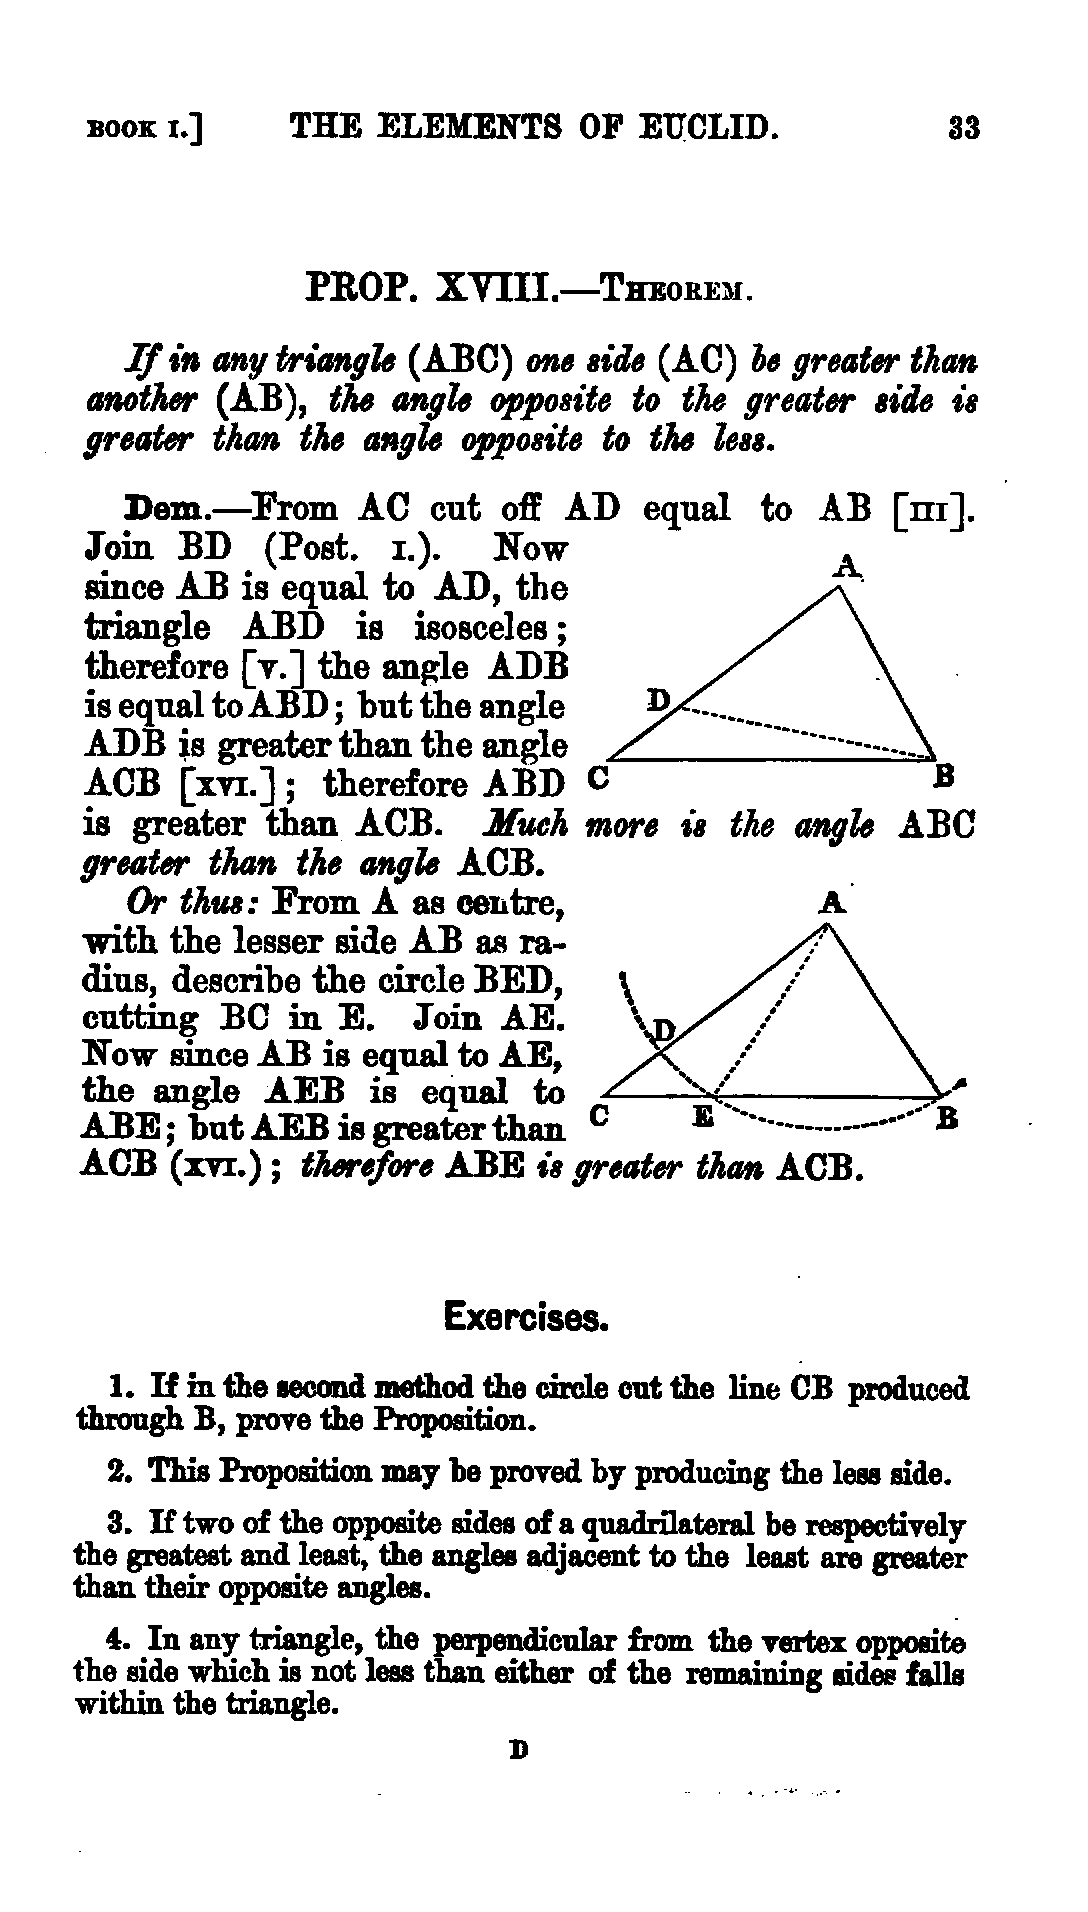 BOOK I.] THE ELEMENTS OF EUCLID. 33
PROP. XVIII.—THEOREM.
If in any triangle (ABC) one side (AC) be greater than
another (AB), the angle opposite to the greater side is
greater than the angle opposite to the less.
Dem.—From AC cut off AD equal to AB [III].
Join BD (Post. I.). Now
since AB is equal to AD, the
triangle ABD is isosceles;
therefore [V.] the angle ADB
is equal to ABD; but the angle
ADB is greater than the angle
ACB [XVI.]; therefore ABD
is greater than ACB. Much more is the angle ABC
greater than the angle ACB.
A
D
C
B
Or thus: From A as centre,
with the lesser side AB as ra-
dius, describe the circle BED,
cutting BC in E. Join AE.
Now since AB is equal to AE,
the angle AEB is equal to
ABE; but AEB is greater than
ACB (XVI.); therefore ABE is greater than ACB.
A
D
C
E
B
Exercises.
1. If in the second method the circle cut the line CB produced
through B, prove the Proposition.
2. This Proposition may be proved by producing the less side.
3. If two of the opposite sides of a quadrilateral be respectively
the greatest and least, the angles adjacent to the least are greater
than their opposite angles.
4. In any triangle, the perpendicular from the vertex opposite
the side which is not less than either of the remaining sides falls
within the triangle.
D